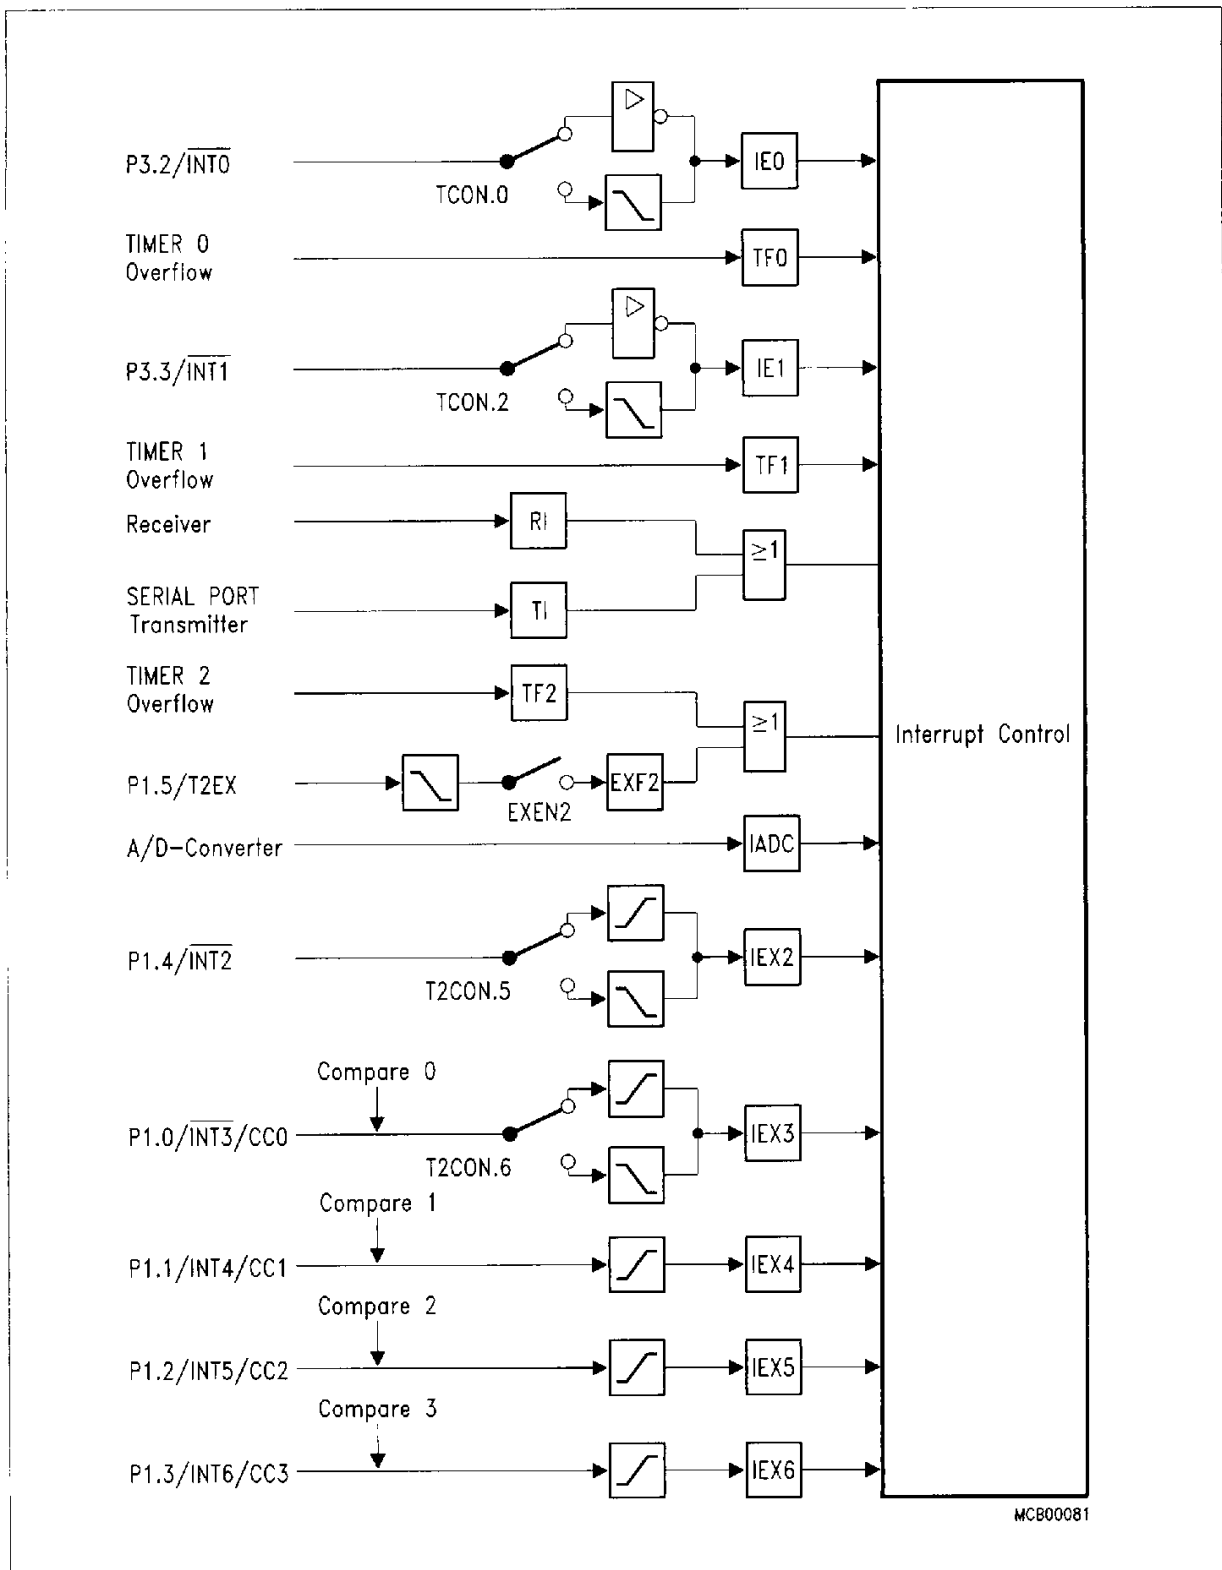 P3.2/INT0
TCON.0
IE0
TIMER 0
Overflow
TF0
P3.3/INT1
TCON.2
IE1
TIMER 1
Overflow
TF1
Receiver
RI
≥1
SERIAL PORT
Transmitter
TI
TIMER 2
Overflow
TF2
≥1
Interrupt Control
P1.5/T2EX
EXEN2
EXF2
A/D-Converter
IADC
P1.4/INT2
T2CON.5
IEX2
Compare 0
P1.0/INT3/CC0
T2CON.6
IEX3
Compare 1
P1.1/INT4/CC1
IEX4
Compare 2
P1.2/INT5/CC2
IEX5
Compare 3
P1.3/INT6/CC3
IEX6
MCB00081